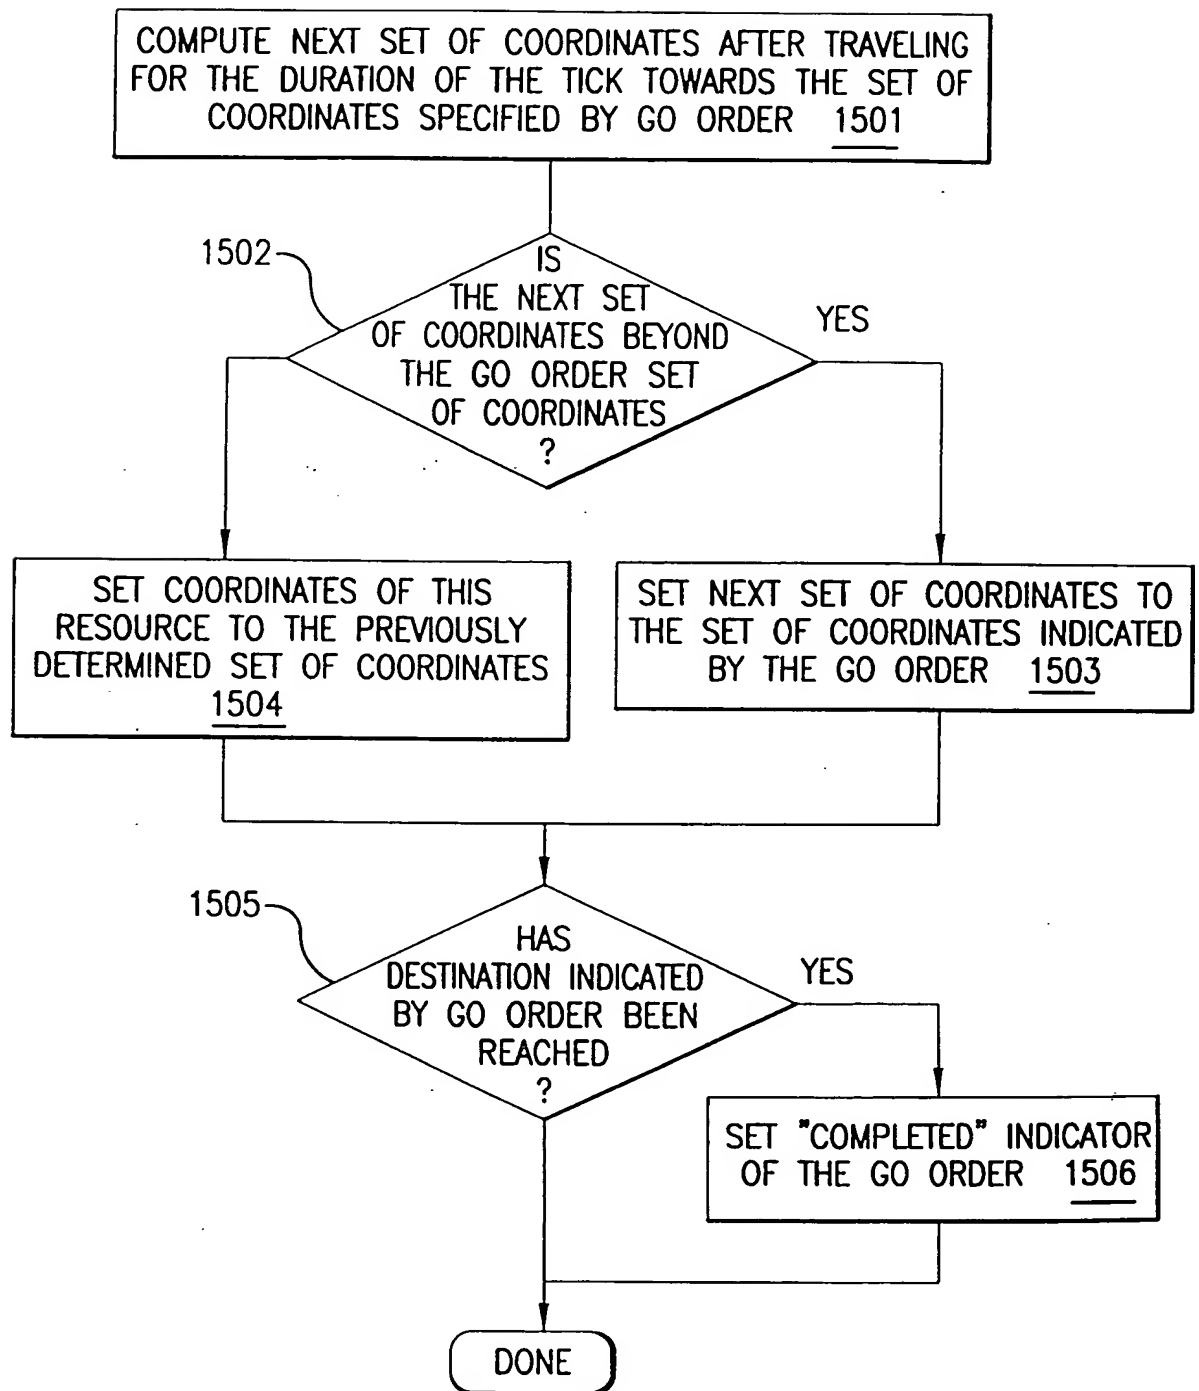 COMPUTE NEXT SET OF COORDINATES AFTER TRAVELING
FOR THE DURATION OF THE TICK TOWARDS THE SET OF
COORDINATES SPECIFIED BY GO ORDER 1501
1502
IS
THE NEXT SET
OF COORDINATES BEYOND
THE GO ORDER SET
OF COORDINATES
?
YES
SET COORDINATES OF THIS
RESOURCE TO THE PREVIOUSLY
DETERMINED SET OF COORDINATES
1504
SET NEXT SET OF COORDINATES TO
THE SET OF COORDINATES INDICATED
BY THE GO ORDER 1503
1505
HAS
DESTINATION INDICATED
BY GO ORDER BEEN
REACHED
?
YES
SET "COMPLETED" INDICATOR
OF THE GO ORDER 1506
DONE